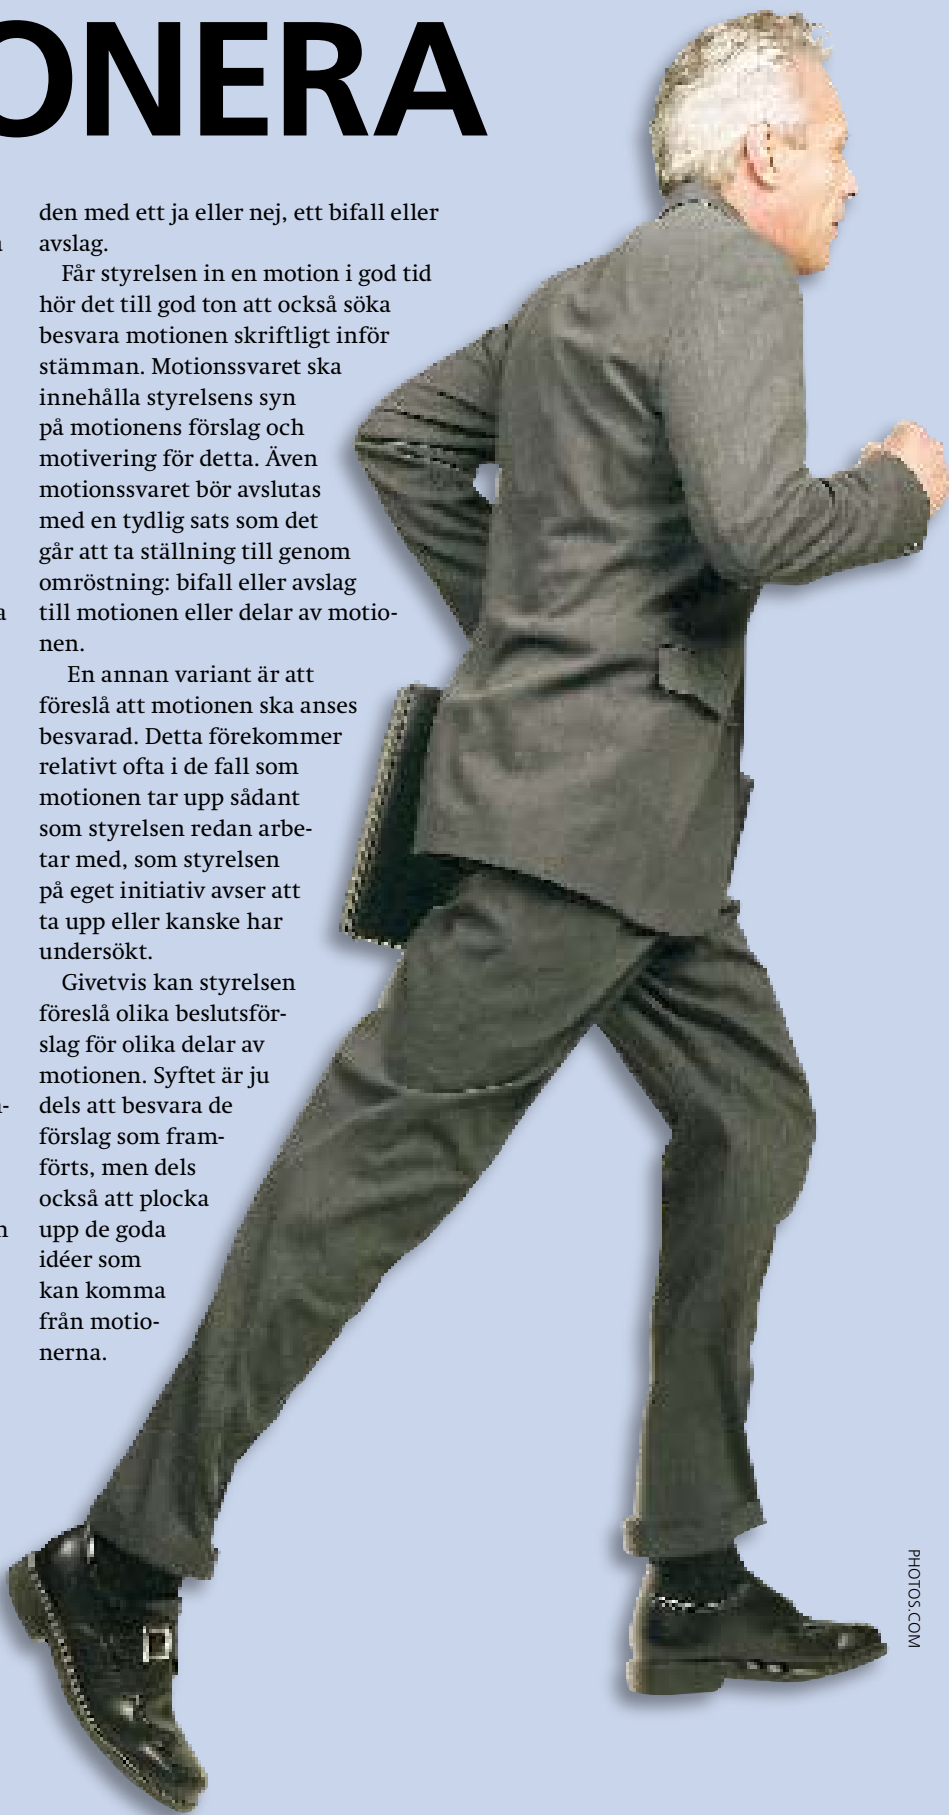 ONERA
den med ett ja eller nej, ett bifall eller
avslag.
Får styrelsen in en motion i god tid
hör det till god ton att också söka
besvara motionen skriftligt inför
stämman. Motionssvaret ska
innehålla styrelsens syn
på motionens förslag och
motivering för detta. Även
motionssvaret bör avslutas
med en tydlig sats som det
går att ta ställning till genom
omröstning: bifall eller avslag
till motionen eller delar av motio-
nen.
En annan variant är att
föreslå att motionen ska anses
besvarad. Detta förekommer
relativt ofta i de fall som
motionen tar upp sådant
som styrelsen redan arbe-
tar med, som styrelsen
på eget initiativ avser att
ta upp eller kanske har
undersökt.
Givetvis kan styrelsen
föreslå olika beslutsför-
slag för olika delar av
motionen. Syftet är ju
dels att besvara de
förslag som fram-
förts, men dels
också att plocka
upp de goda
idéer som
kan komma
från motio-
nerna.
PHOTOS.COM